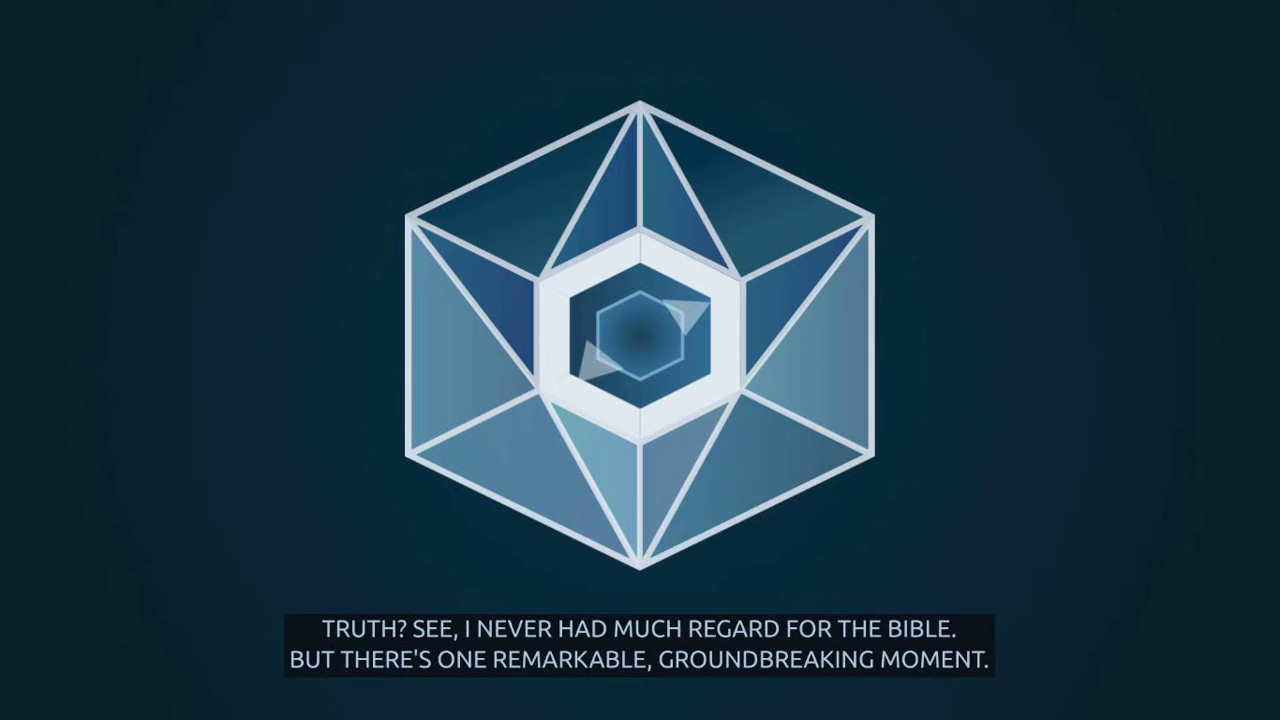 TRUTH? SEE, I NEVER HAD MUCH REGARD FOR THE BIBLE.
BUT THERE'S ONE REMARKABLE, GROUNDBREAKING MOMENT.